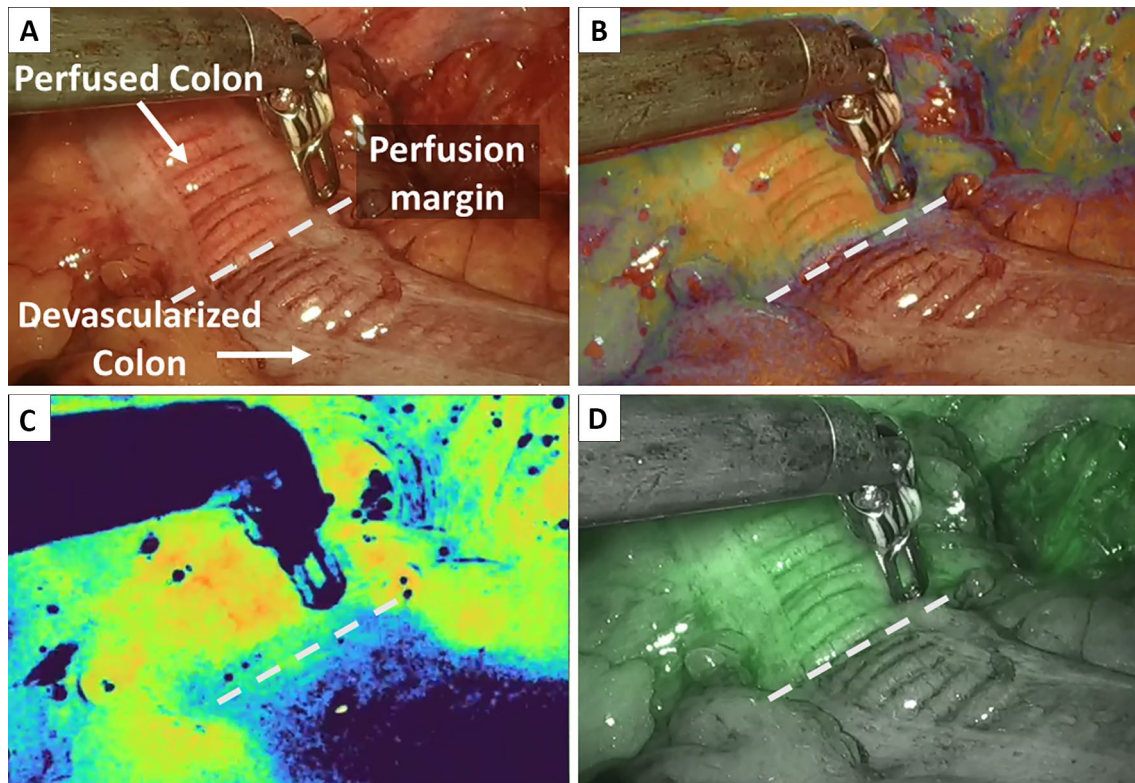 A
Perfused Colon
Perfusion
margin
Devascularized
Colon
B
C
D